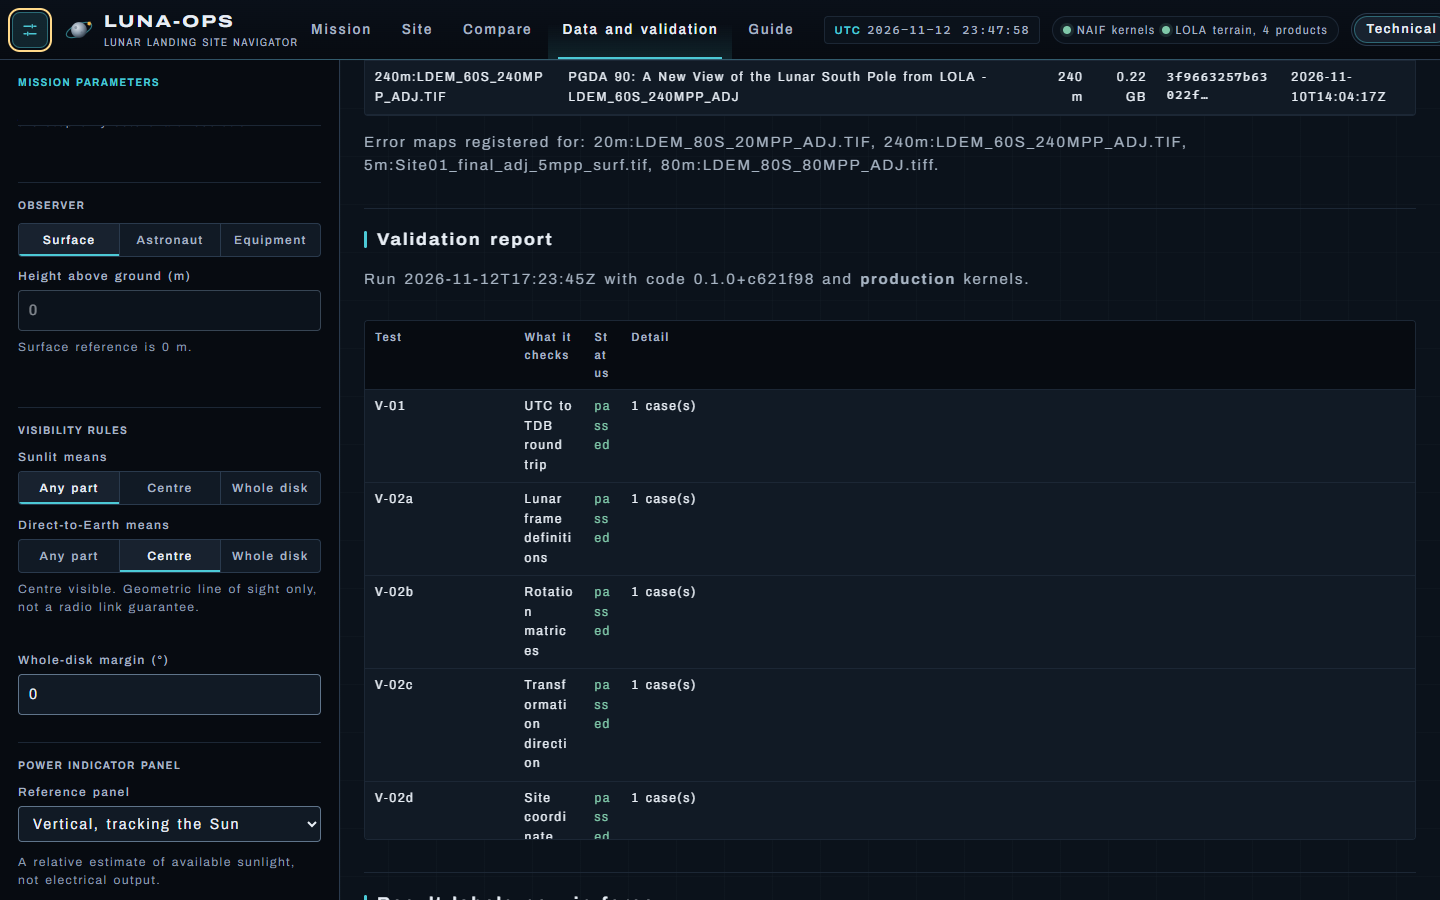 LUNA-OPS
LUNAR LANDING SITE NAVIGATOR
Mission
Site
Compare
Data and validation
Guide
UTC 2026-11-12 23:47:58
NAIF kernels
LOLA terrain, 4 products
Technical
MISSION PARAMETERS
OBSERVER
Surface
Astronaut
Equipment
Height above ground (m)
0
Surface reference is 0 m.
VISIBILITY RULES
Sunlit means
Any part
Centre
Whole disk
Direct-to-Earth means
Any part
Centre
Whole disk
Centre visible. Geometric line of sight only,
not a radio link guarantee.
Whole-disk margin (°)
0
POWER INDICATOR PANEL
Reference panel
Vertical, tracking the Sun
A relative estimate of available sunlight,
not electrical output.
240m:LDEM_60S_240MP
P_ADJ.TIF
PGDA 90: A New View of the Lunar South Pole from LOLA -
LDEM_60S_240MPP_ADJ
240
m
0.22
GB
3f9663257b63
022f…
2026-11-
10T14:04:17Z
Error maps registered for: 20m:LDEM_80S_20MPP_ADJ.TIF, 240m:LDEM_60S_240MPP_ADJ.TIF,
5m:Site01_final_adj_5mpp_surf.tif, 80m:LDEM_80S_80MPP_ADJ.tiff.
Validation report
Run 2026-11-12T17:23:45Z with code 0.1.0+c621f98 and production kernels.
Test
What it
checks
St
at
us
Detail
V-01
UTC to
TDB
round
trip
pa
ss
ed
1 case(s)
V-02a
Lunar
frame
definiti
ons
pa
ss
ed
1 case(s)
V-02b
Rotatio
n
matric
es
pa
ss
ed
1 case(s)
V-02c
Transf
ormati
on
directi
on
pa
ss
ed
1 case(s)
V-02d
Site
coordi
nate
pa
ss
ed
1 case(s)